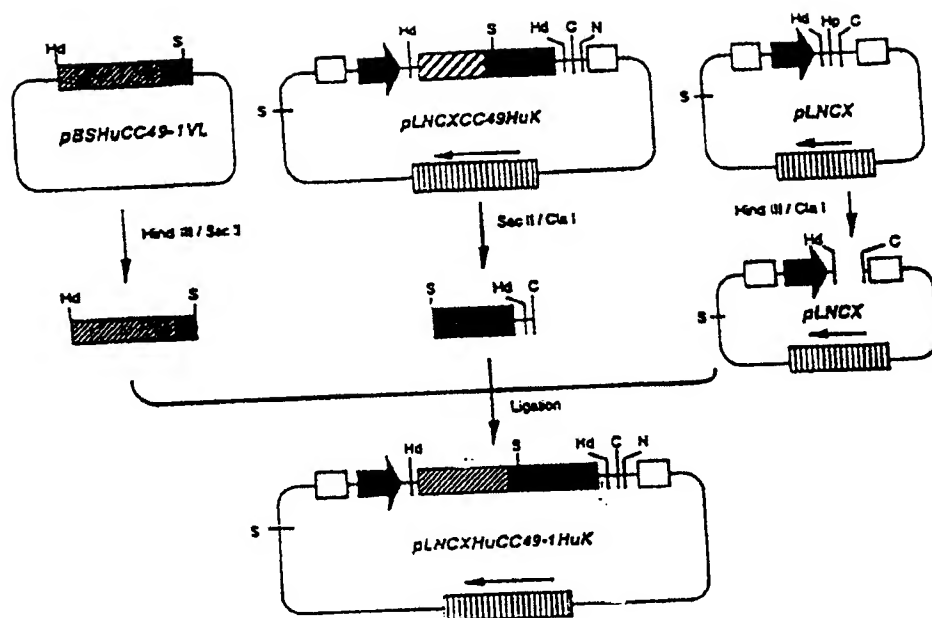 Hd S
Hd S Hd C N
Hd Hp C
S
S
pBSHuCC49-1VL
pLNCXCC49HuK
pLNCX
Hind III / Sac II
Sac II / Cla I
Hind III / Cla I
Hd S
S Hd C
Hd C
S
pLNCX
Ligation
Hd S Hd C N
S
pLNCXHuCC49-1HuK